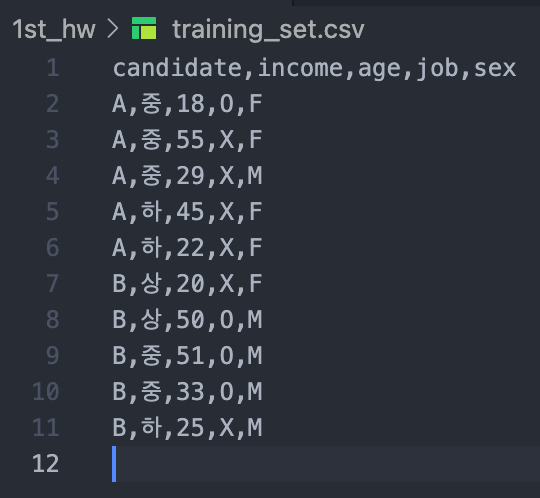 1st_hw > training_set.csv
1 candidate,income,age,job,sex
2 A,중,18,O,F
3 A,중,55,X,F
4 A,중,29,X,M
5 A,하,45,X,F
6 A,하,22,X,F
7 B,상,20,X,F
8 B,상,50,O,M
9 B,중,51,O,M
10 B,중,33,O,M
11 B,하,25,X,M
12